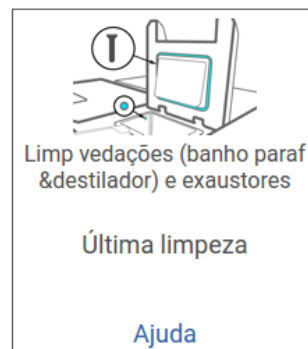 Limp vedações (banho paraf
&destilador) e exaustores
Última limpeza
Ajuda